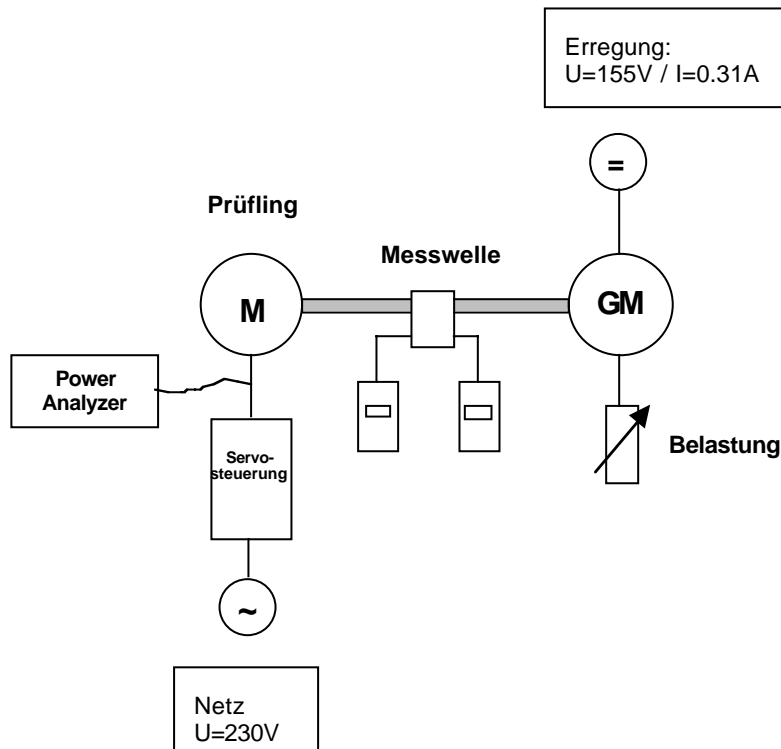 Erregung:
U=155V / I=0.31A
=
Prüfling
Messwelle
M
GM
Power
Analyzer
Servo-
steuerung
Belastung
~
Netz
U=230V